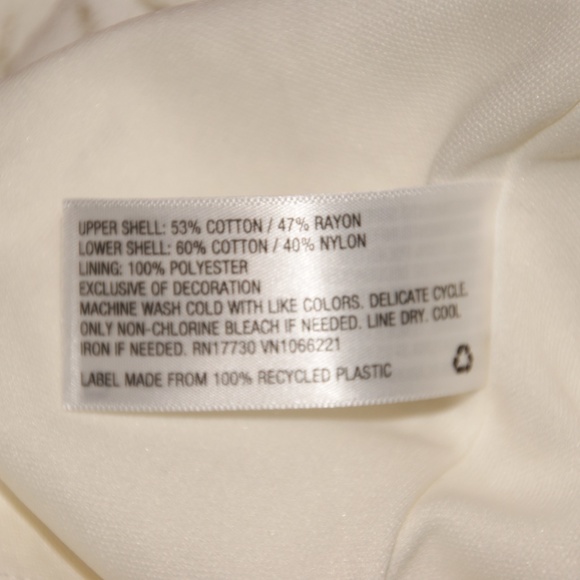 UPPER SHELL: 53% COTTON / 47% RAYON
LOWER SHELL: 60% COTTON / 40% NYLON
LINING: 100% POLYESTER
EXCLUSIVE OF DECORATION
MACHINE WASH COLD WITH LIKE COLORS. DELICATE CYCLE.
ONLY NON-CHLORINE BLEACH IF NEEDED. LINE DRY. COOL
IRON IF NEEDED. RN17730 VN1066221
LABEL MADE FROM 100% RECYCLED PLASTIC